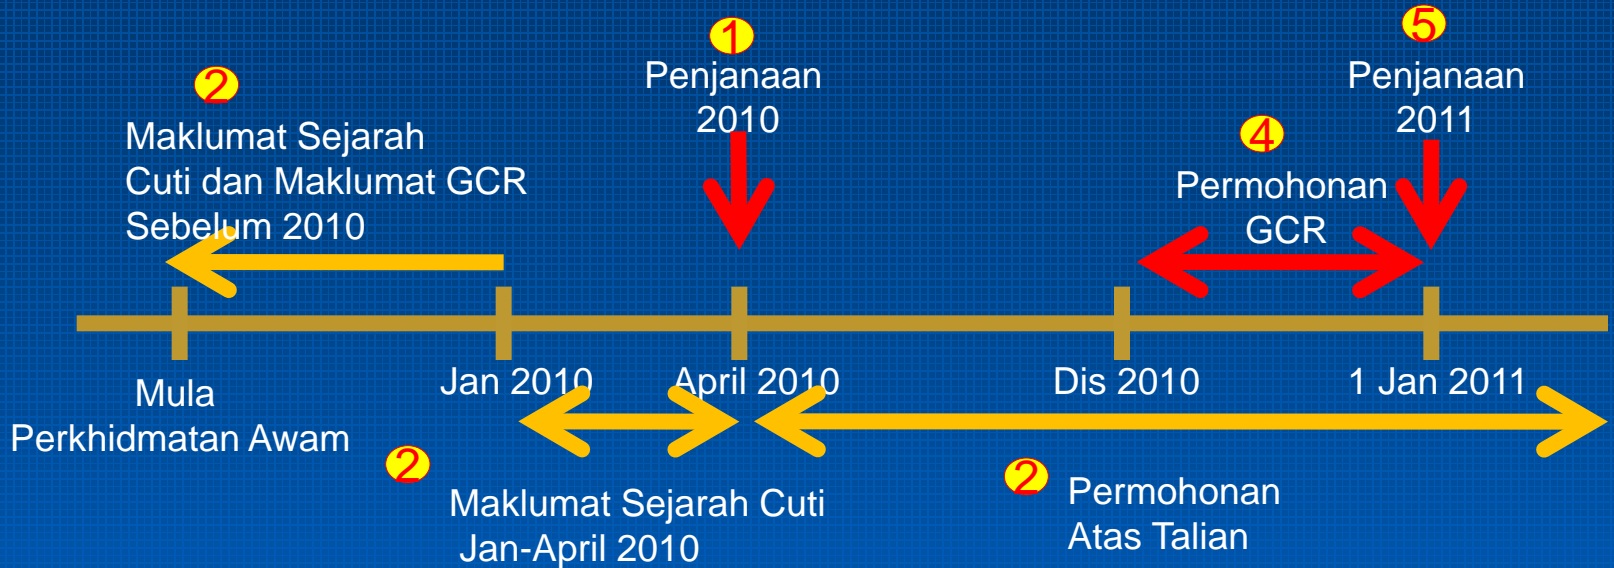 1
Penjanaan
2010
5
Penjanaan
2011
2
Maklumat Sejarah
Cuti dan Maklumat GCR
Sebelum 2010
4
Permohonan
GCR
Mula
Perkhidmatan Awam
Jan 2010
April 2010
Dis 2010
1 Jan 2011
2
Maklumat Sejarah Cuti
Jan-April 2010
2
Permohonan
Atas Talian